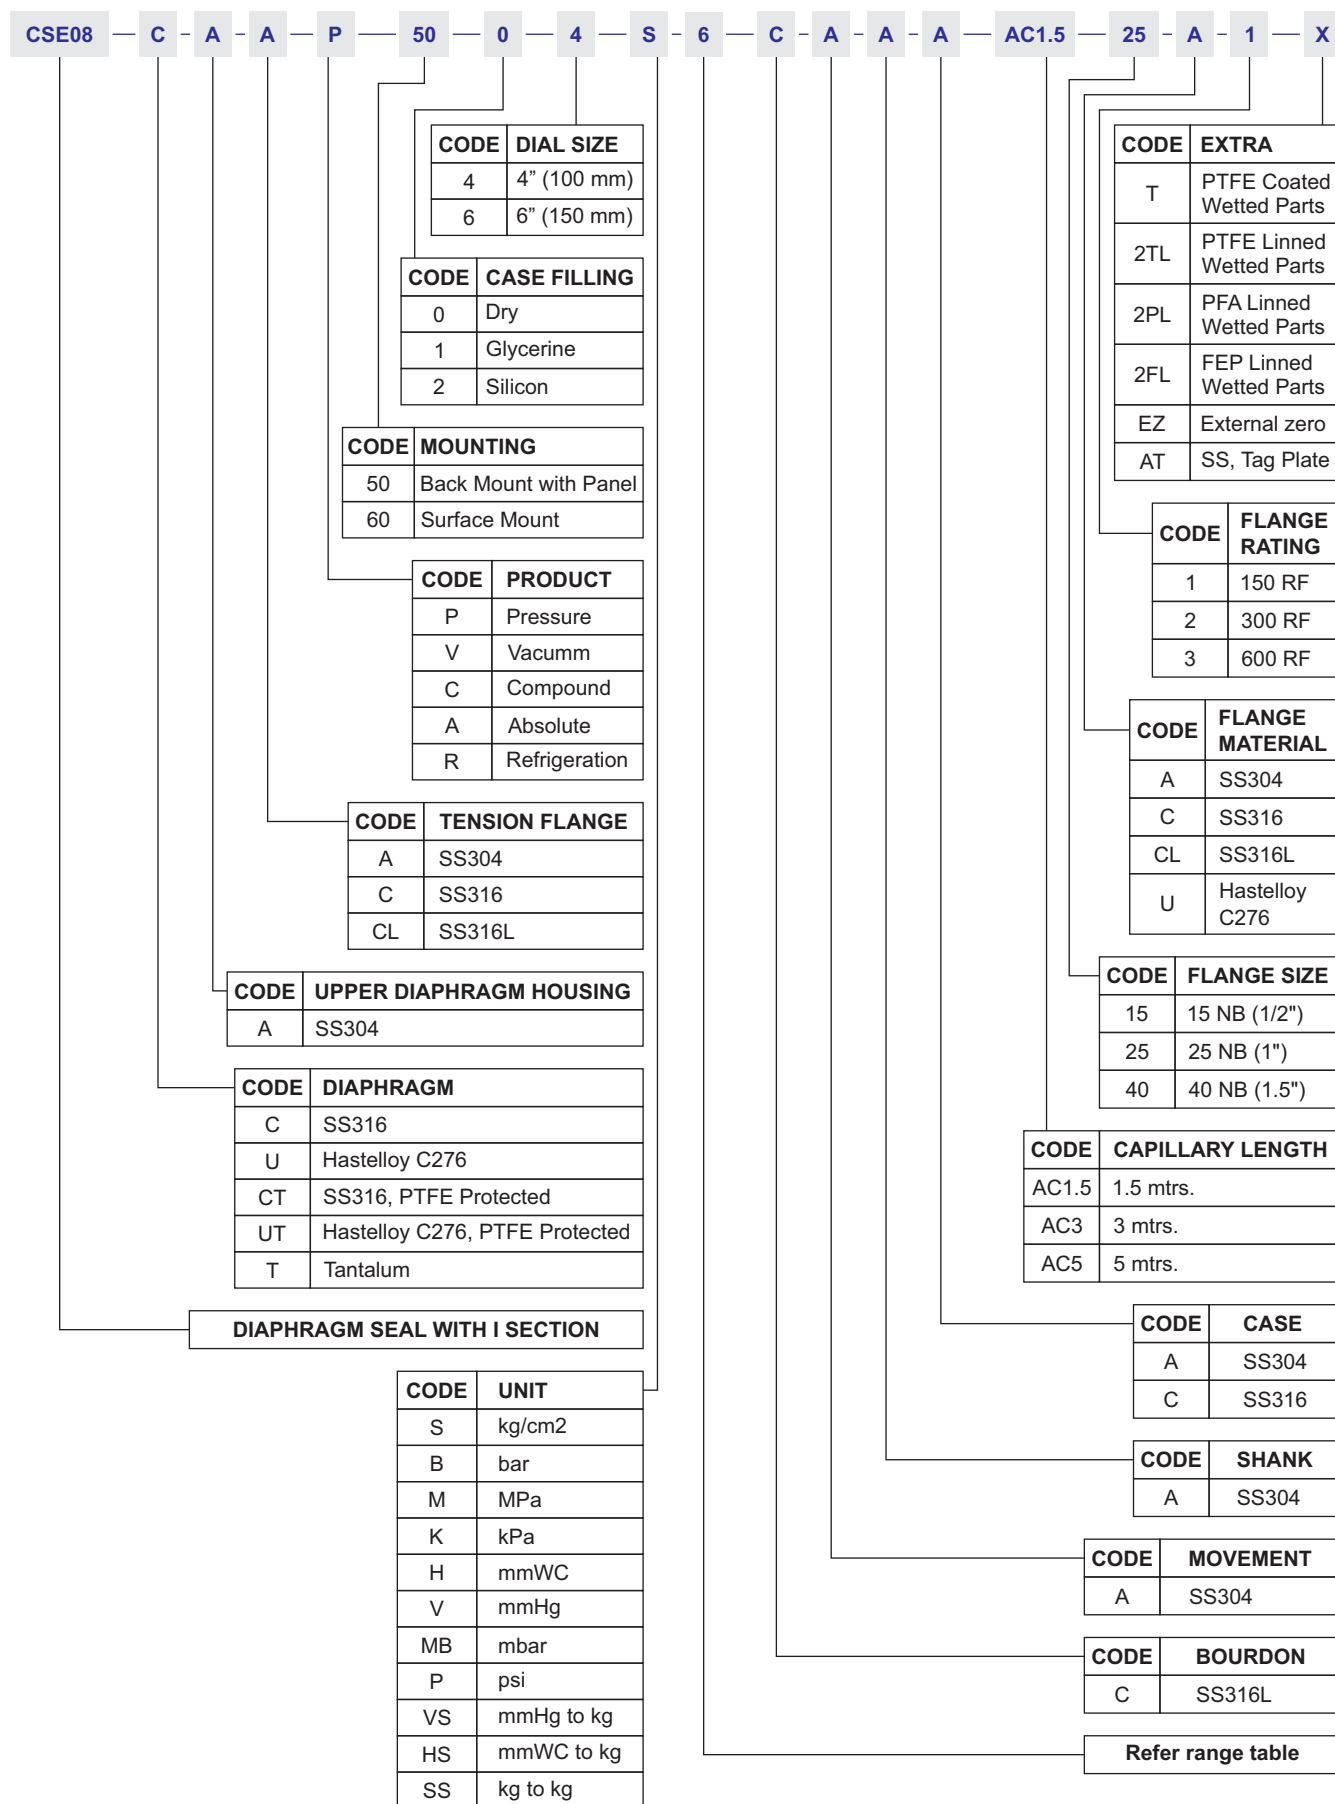 CSE08 — C – A – A — P — 50 — 0 — 4 — S – 6 — C – A – A – A — AC1.5 — 25 – A – 1 — X
CODE DIAL SIZE
4 4” (100 mm)
6 6” (150 mm)
CODE CASE FILLING
0 Dry
1 Glycerine
2 Silicon
CODE MOUNTING
50 Back Mount with Panel
60 Surface Mount
CODE PRODUCT
P Pressure
V Vacumm
C Compound
A Absolute
R Refrigeration
CODE TENSION FLANGE
A SS304
C SS316
CL SS316L
CODE UPPER DIAPHRAGM HOUSING
A SS304
CODE DIAPHRAGM
C SS316
U Hastelloy C276
CT SS316, PTFE Protected
UT Hastelloy C276, PTFE Protected
T Tantalum
DIAPHRAGM SEAL WITH I SECTION
CODE UNIT
S kg/cm2
B bar
M MPa
K kPa
H mmWC
V mmHg
MB mbar
P psi
VS mmHg to kg
HS mmWC to kg
SS kg to kg
CODE EXTRA
T PTFE Coated
Wetted Parts
2TL PTFE Linned
Wetted Parts
2PL PFA Linned
Wetted Parts
2FL FEP Linned
Wetted Parts
EZ External zero
AT SS, Tag Plate
CODE FLANGE
RATING
1 150 RF
2 300 RF
3 600 RF
CODE FLANGE
MATERIAL
A SS304
C SS316
CL SS316L
U Hastelloy
C276
CODE FLANGE SIZE
15 15 NB (1/2")
25 25 NB (1")
40 40 NB (1.5")
CODE CAPILLARY LENGTH
AC1.5 1.5 mtrs.
AC3 3 mtrs.
AC5 5 mtrs.
CODE CASE
A SS304
C SS316
CODE SHANK
A SS304
CODE MOVEMENT
A SS304
CODE BOURDON
C SS316L
Refer range table